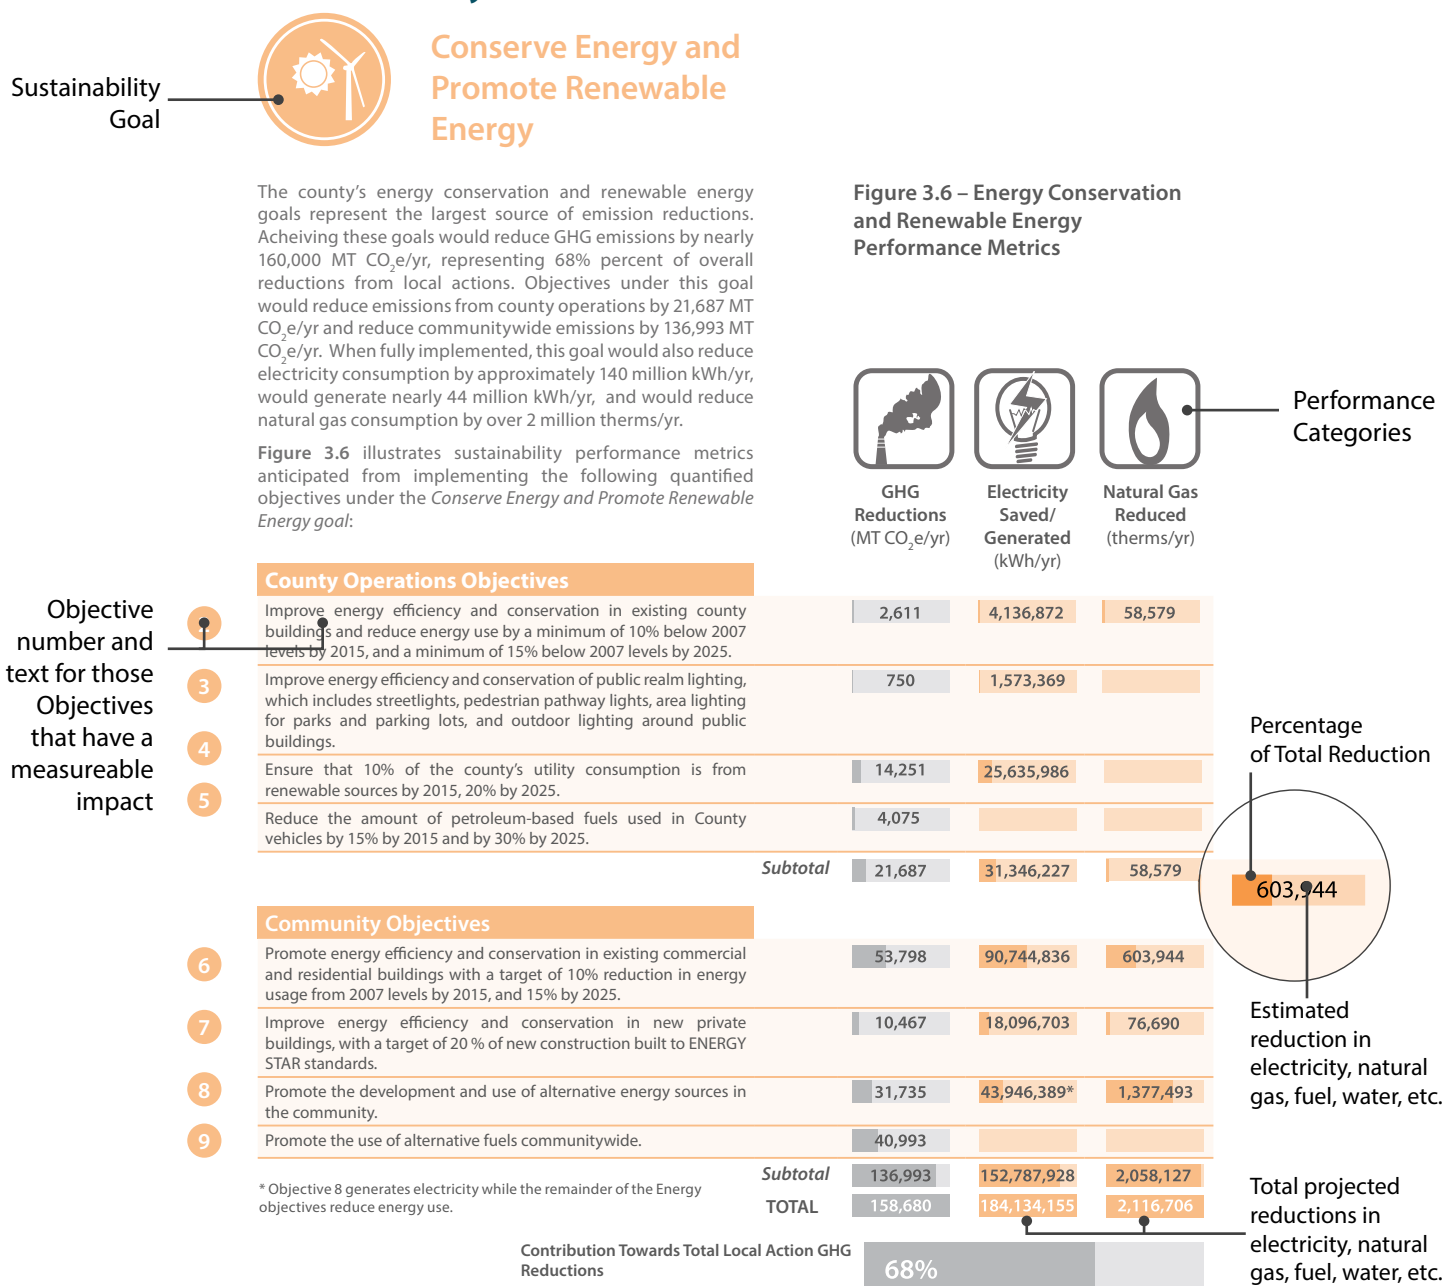 Conserve Energy and
Promote Renewable
Energy
Sustainability
Goal
The county's energy conservation and renewable energy
goals represent the largest source of emission reductions.
Acheiving these goals would reduce GHG emissions by nearly
160,000 MT CO2e/yr, representing 68% percent of overall
reductions from local actions. Objectives under this goal
would reduce emissions from county operations by 21,687 MT
CO2e/yr and reduce communitywide emissions by 136,993 MT
CO2e/yr. When fully implemented, this goal would also reduce
electricity consumption by approximately 140 million kWh/yr,
would generate nearly 44 million kWh/yr, and would reduce
natural gas consumption by over 2 million therms/yr.
Figure 3.6 illustrates sustainability performance metrics
anticipated from implementing the following quantified
objectives under the Conserve Energy and Promote Renewable
Energy goal:
Figure 3.6 – Energy Conservation
and Renewable Energy
Performance Metrics
Performance
Categories
GHG
Reductions
(MT CO2e/yr)
Electricity
Saved/
Generated
(kWh/yr)
Natural Gas
Reduced
(therms/yr)
Objective
number and
text for those
Objectives
that have a
measureable
impact
County Operations Objectives
Improve energy efficiency and conservation in existing county
buildings and reduce energy use by a minimum of 10% below 2007
levels by 2015, and a minimum of 15% below 2007 levels by 2025.
2,611 4,136,872 58,579
3
Improve energy efficiency and conservation of public realm lighting,
which includes streetlights, pedestrian pathway lights, area lighting
for parks and parking lots, and outdoor lighting around public
buildings.
750 1,573,369
4
Ensure that 10% of the county's utility consumption is from
renewable sources by 2015, 20% by 2025.
14,251 25,635,986
5
Reduce the amount of petroleum-based fuels used in County
vehicles by 15% by 2015 and by 30% by 2025.
4,075
Subtotal 21,687 31,346,227 58,579
Percentage
of Total Reduction
603,944
Estimated
reduction in
electricity, natural
gas, fuel, water, etc.
Community Objectives
6
Promote energy efficiency and conservation in existing commercial
and residential buildings with a target of 10% reduction in energy
usage from 2007 levels by 2015, and 15% by 2025.
53,798 90,744,836 603,944
7
Improve energy efficiency and conservation in new private
buildings, with a target of 20 % of new construction built to ENERGY
STAR standards.
10,467 18,096,703 76,690
8
Promote the development and use of alternative energy sources in
the community.
31,735 43,946,389* 1,377,493
9
Promote the use of alternative fuels communitywide.
40,993
Subtotal 136,993 152,787,928 2,058,127
TOTAL 158,680 184,134,155 2,116,706
* Objective 8 generates electricity while the remainder of the Energy
objectives reduce energy use.
Total projected
reductions in
electricity, natural
gas, fuel, water, etc.
Contribution Towards Total Local Action GHG
Reductions
68%